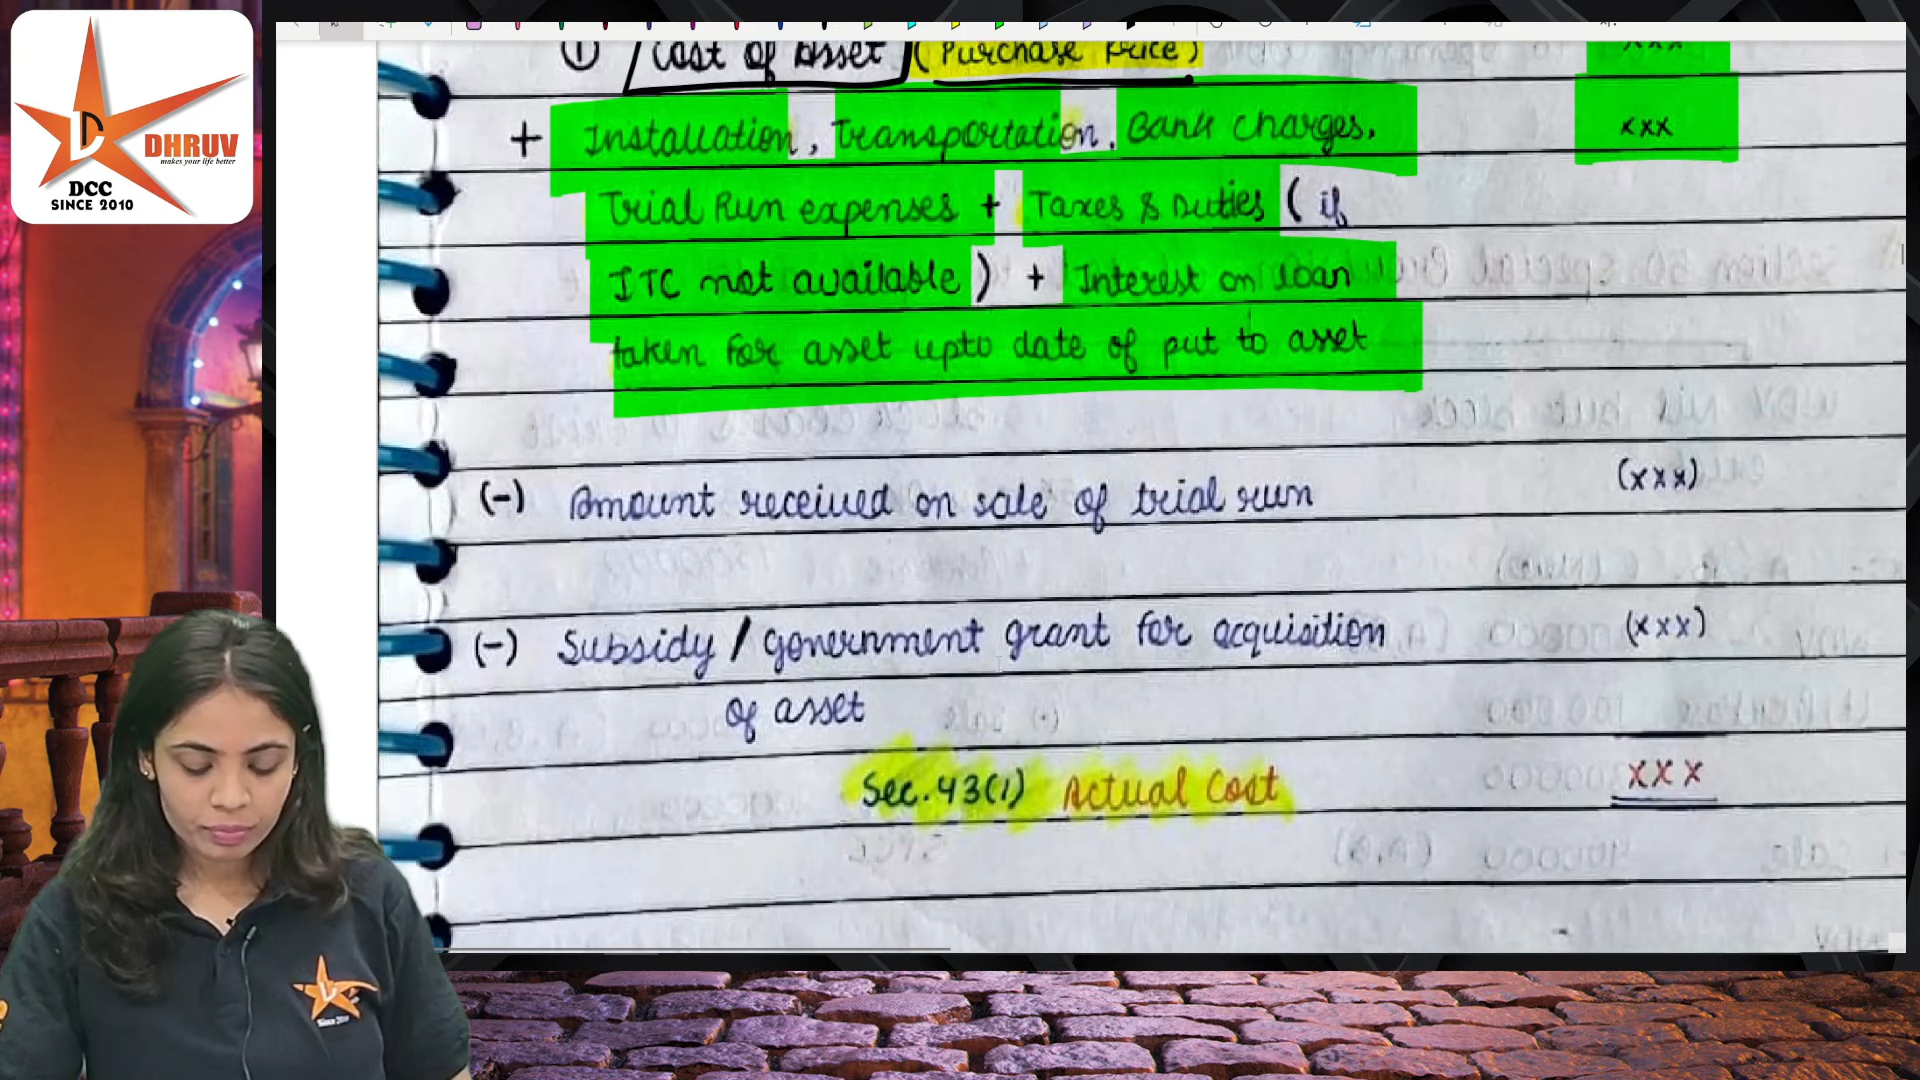 ① Cost of Asset (Purchase Price)
xxx
+ Installation, Transportation, Bank charges,
xxx
Trial Run expenses + Taxes & Duties (if
ITC not available) + Interest on loan
taken for asset upto date of put to asset
(-) Amount received on sale of trial run
(xxx)
(-) Subsidy / government grant for acquisition
(xxx)
of asset
Sec. 43(1) Actual Cost
xxx
D
DHRUV
makes your life better
DCC
SINCE 2010
Since 2010